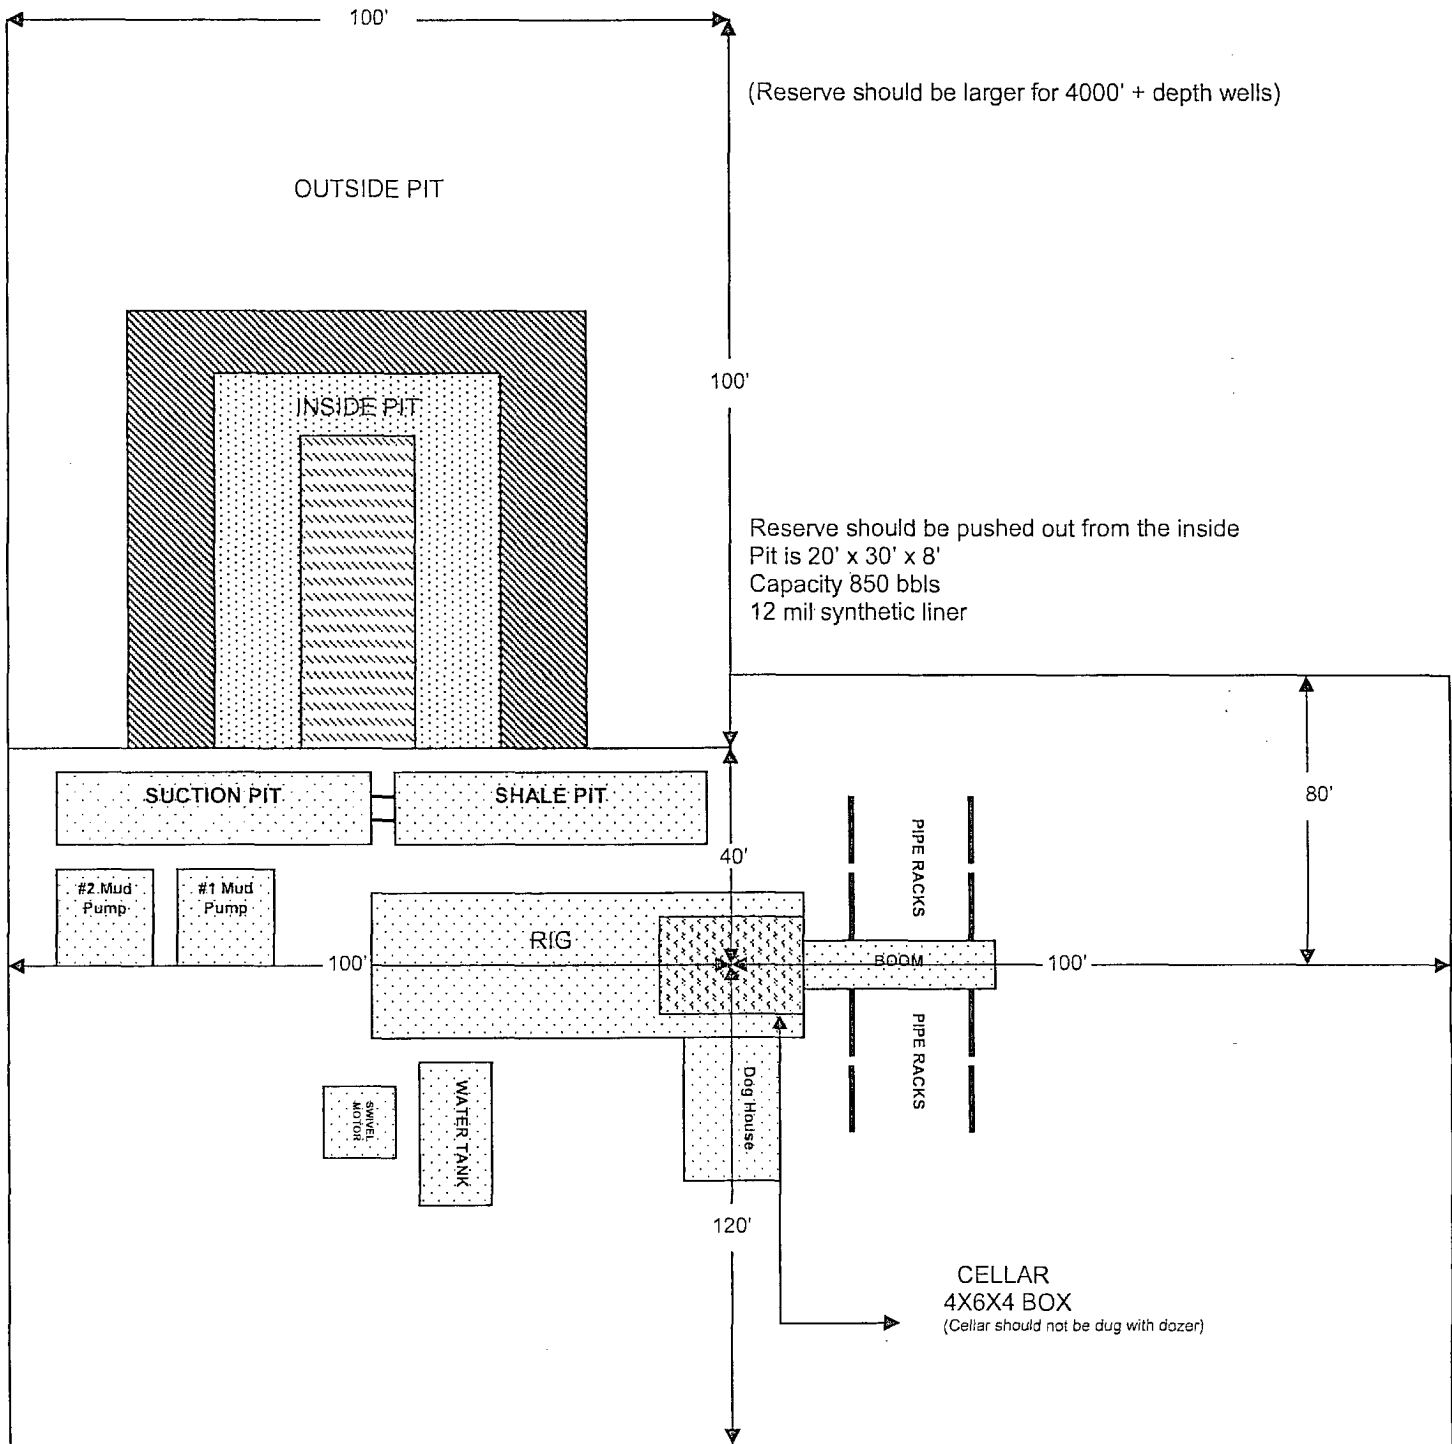 100'
(Reserve should be larger for 4000' + depth wells)
OUTSIDE PIT
100'
INSIDE PIT
Reserve should be pushed out from the inside
Pit is 20' x 30' x 8'
Capacity 850 bbls
12 mil synthetic liner
80'
SUCTION PIT
SHALE PIT
40'
PIPE RACKS
#2 Mud
Pump
#1 Mud
Pump
RIG
100'
BOOM
100'
PIPE RACKS
SWIVEL
MOTOR
WATER TANK
Dog House
120'
CELLAR
4X6X4 BOX
(Cellar should not be dug with dozer)